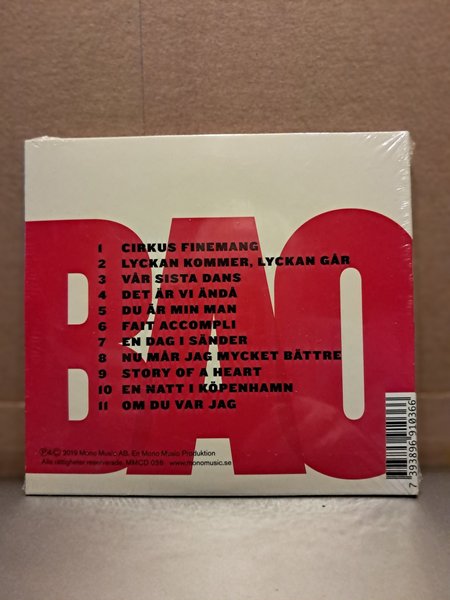 BAO
1 CIRKUS FINEMANG
2 LYCKAN KOMMER, LYCKAN GÅR
3 VÅR SISTA DANS
4 DET ÄR VI ÄNDÅ
5 DU ÄR MIN MAN
6 FAIT ACCOMPLI
7 EN DAG I SÄNDER
8 NU MÅR JAG MYCKET BÄTTRE
9 STORY OF A HEART
10 EN NATT I KÖPENHAMN
11 OM DU VAR JAG
℗&© 2019 Mono Music AB. En Mono Music Produktion
Alla rättigheter reserverade. MMCD 036 www.monomusic.se
7 393896 910366